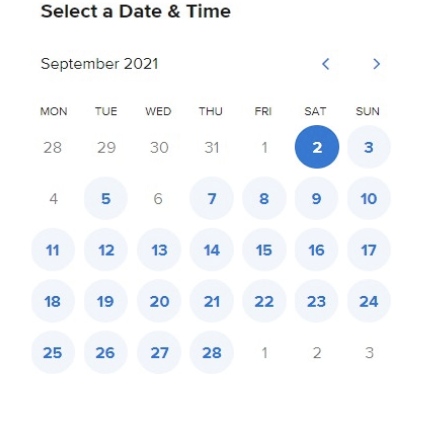 Select a Date & Time
September 2021 < >
MON TUE WED THU FRI SAT SUN
28 29 30 31 1 2 3
4 5 6 7 8 9 10
11 12 13 14 15 16 17
18 19 20 21 22 23 24
25 26 27 28 1 2 3